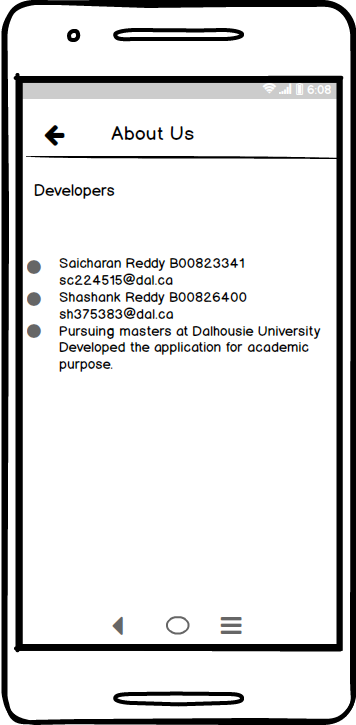 6:08
About Us
Developers
Saicharan Reddy B00823341
sc224515@dal.ca
Shashank Reddy B00826400
sh375383@dal.ca
Pursuing masters at Dalhousie University
Developed the application for academic
purpose.